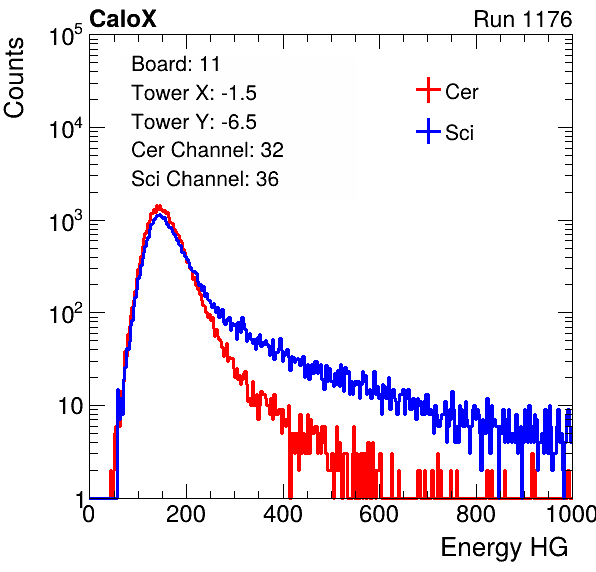 CaloX Run 1176
Counts
Board: 11
Tower X: -1.5
Tower Y: -6.5
Cer Channel: 32
Sci Channel: 36
Cer
Sci
10^5
10^4
10^3
10^2
10
1
0 200 400 600 800 1000
Energy HG